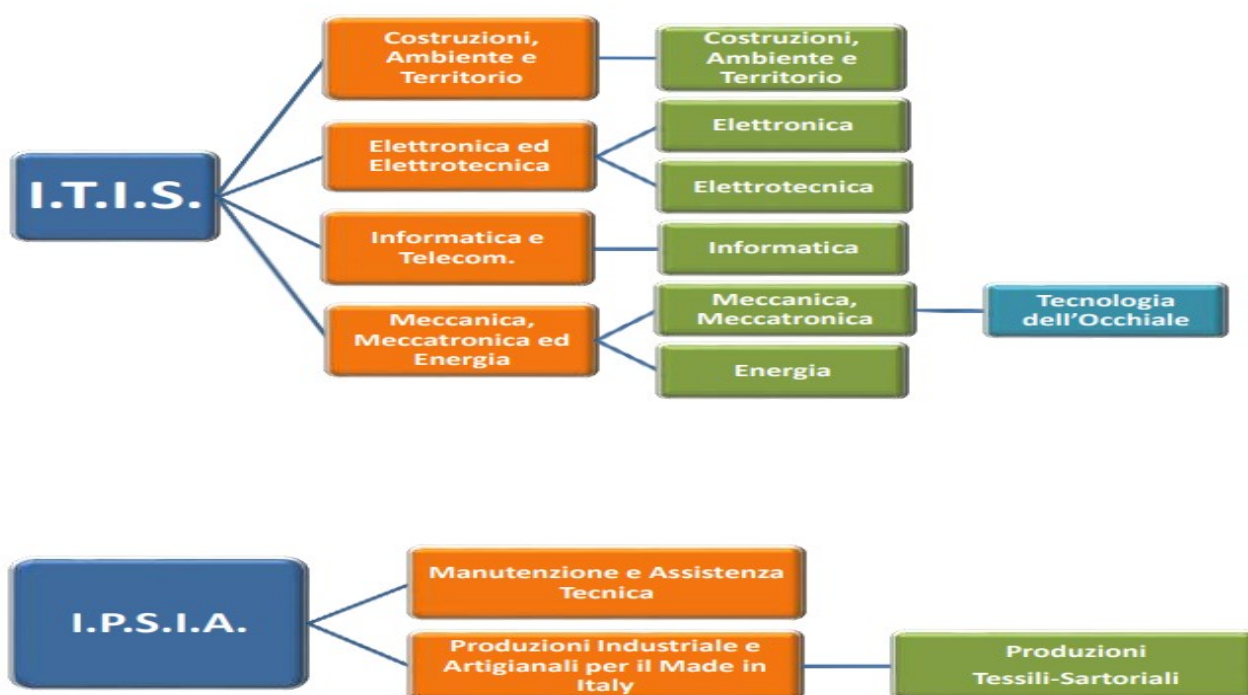 I.T.I.S.
Costruzioni,
Ambiente e
Territorio
Costruzioni,
Ambiente e
Territorio
Elettronica ed
Elettrotecnica
Elettronica
Elettrotecnica
Informatica e
Telecom.
Informatica
Meccanica,
Meccatronica ed
Energia
Meccanica,
Meccatronica
Tecnologia
dell'Occhiale
Energia
I.P.S.I.A.
Manutenzione e Assistenza
Tecnica
Produzioni Industriale e
Artigianali per il Made in
Italy
Produzioni
Tessili-Sartoriali